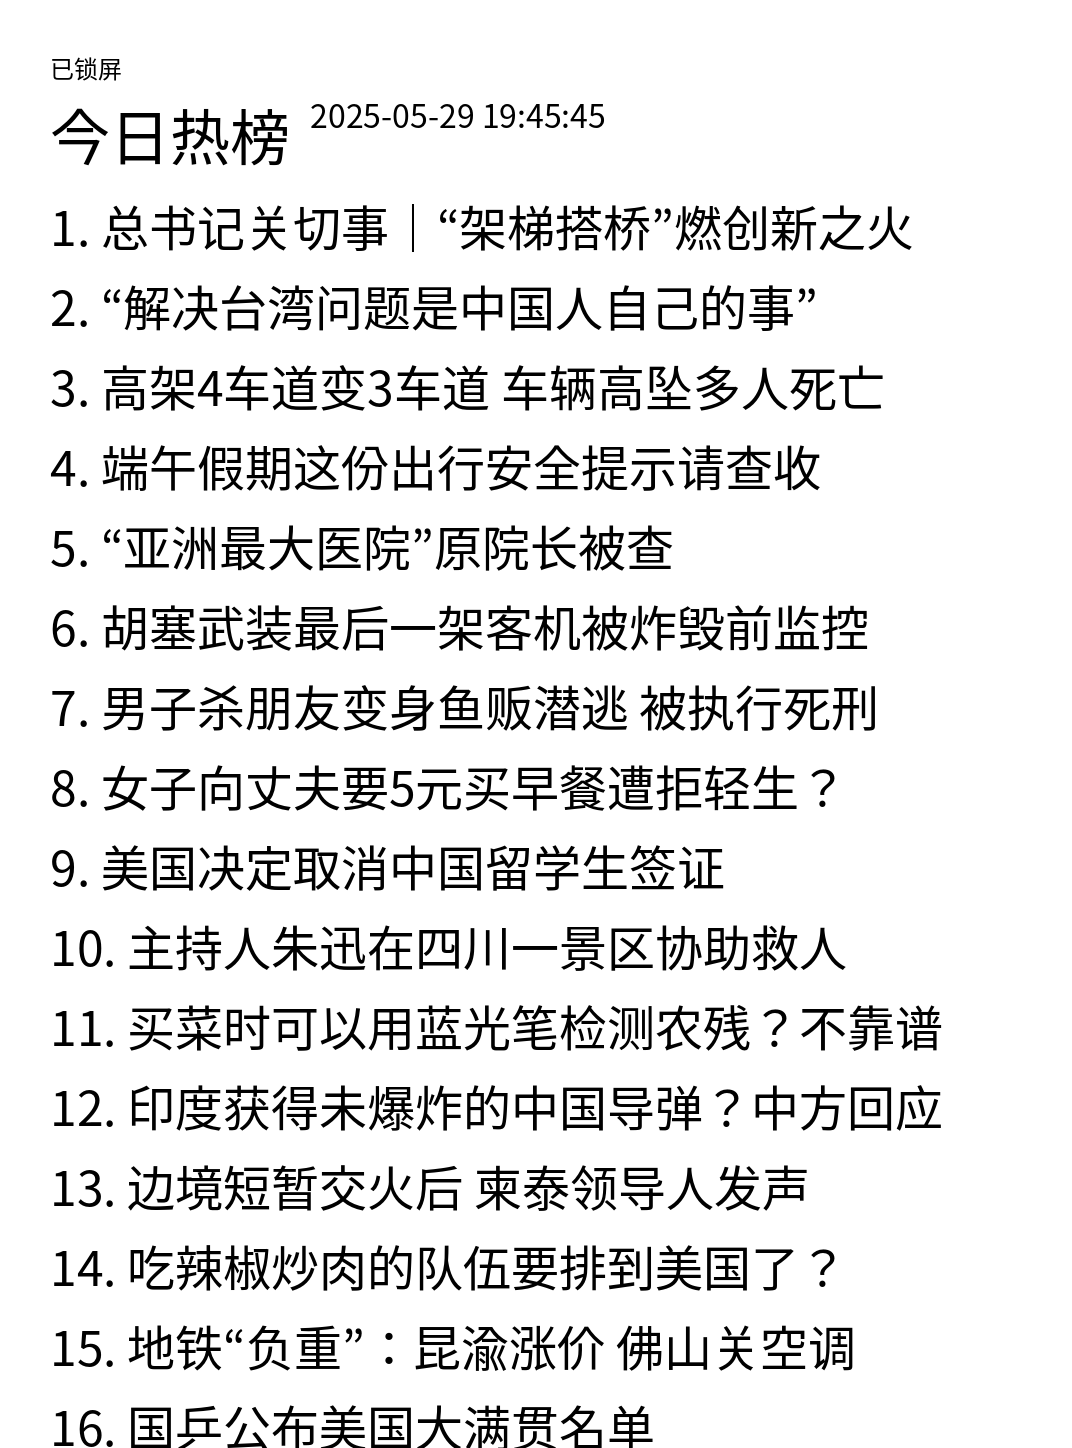 已锁屏
今日热榜 2025-05-29 19:45:45
1. 总书记关切事｜“架梯搭桥”燃创新之火
2. “解决台湾问题是中国人自己的事”
3. 高架4车道变3车道 车辆高坠多人死亡
4. 端午假期这份出行安全提示请查收
5. “亚洲最大医院”原院长被查
6. 胡塞武装最后一架客机被炸毁前监控
7. 男子杀朋友变身鱼贩潜逃 被执行死刑
8. 女子向丈夫要5元买早餐遭拒轻生？
9. 美国决定取消中国留学生签证
10. 主持人朱迅在四川一景区协助救人
11. 买菜时可以用蓝光笔检测农残？不靠谱
12. 印度获得未爆炸的中国导弹？中方回应
13. 边境短暂交火后 柬泰领导人发声
14. 吃辣椒炒肉的队伍要排到美国了？
15. 地铁“负重”：昆渝涨价 佛山关空调
16. 国乒公布美国大满贯名单